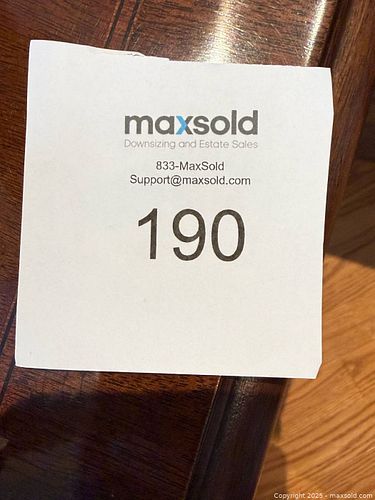 maxsold
Downsizing and Estate Sales
833-MaxSold
Support@maxsold.com
190
Copyright 2025 - maxsold.com